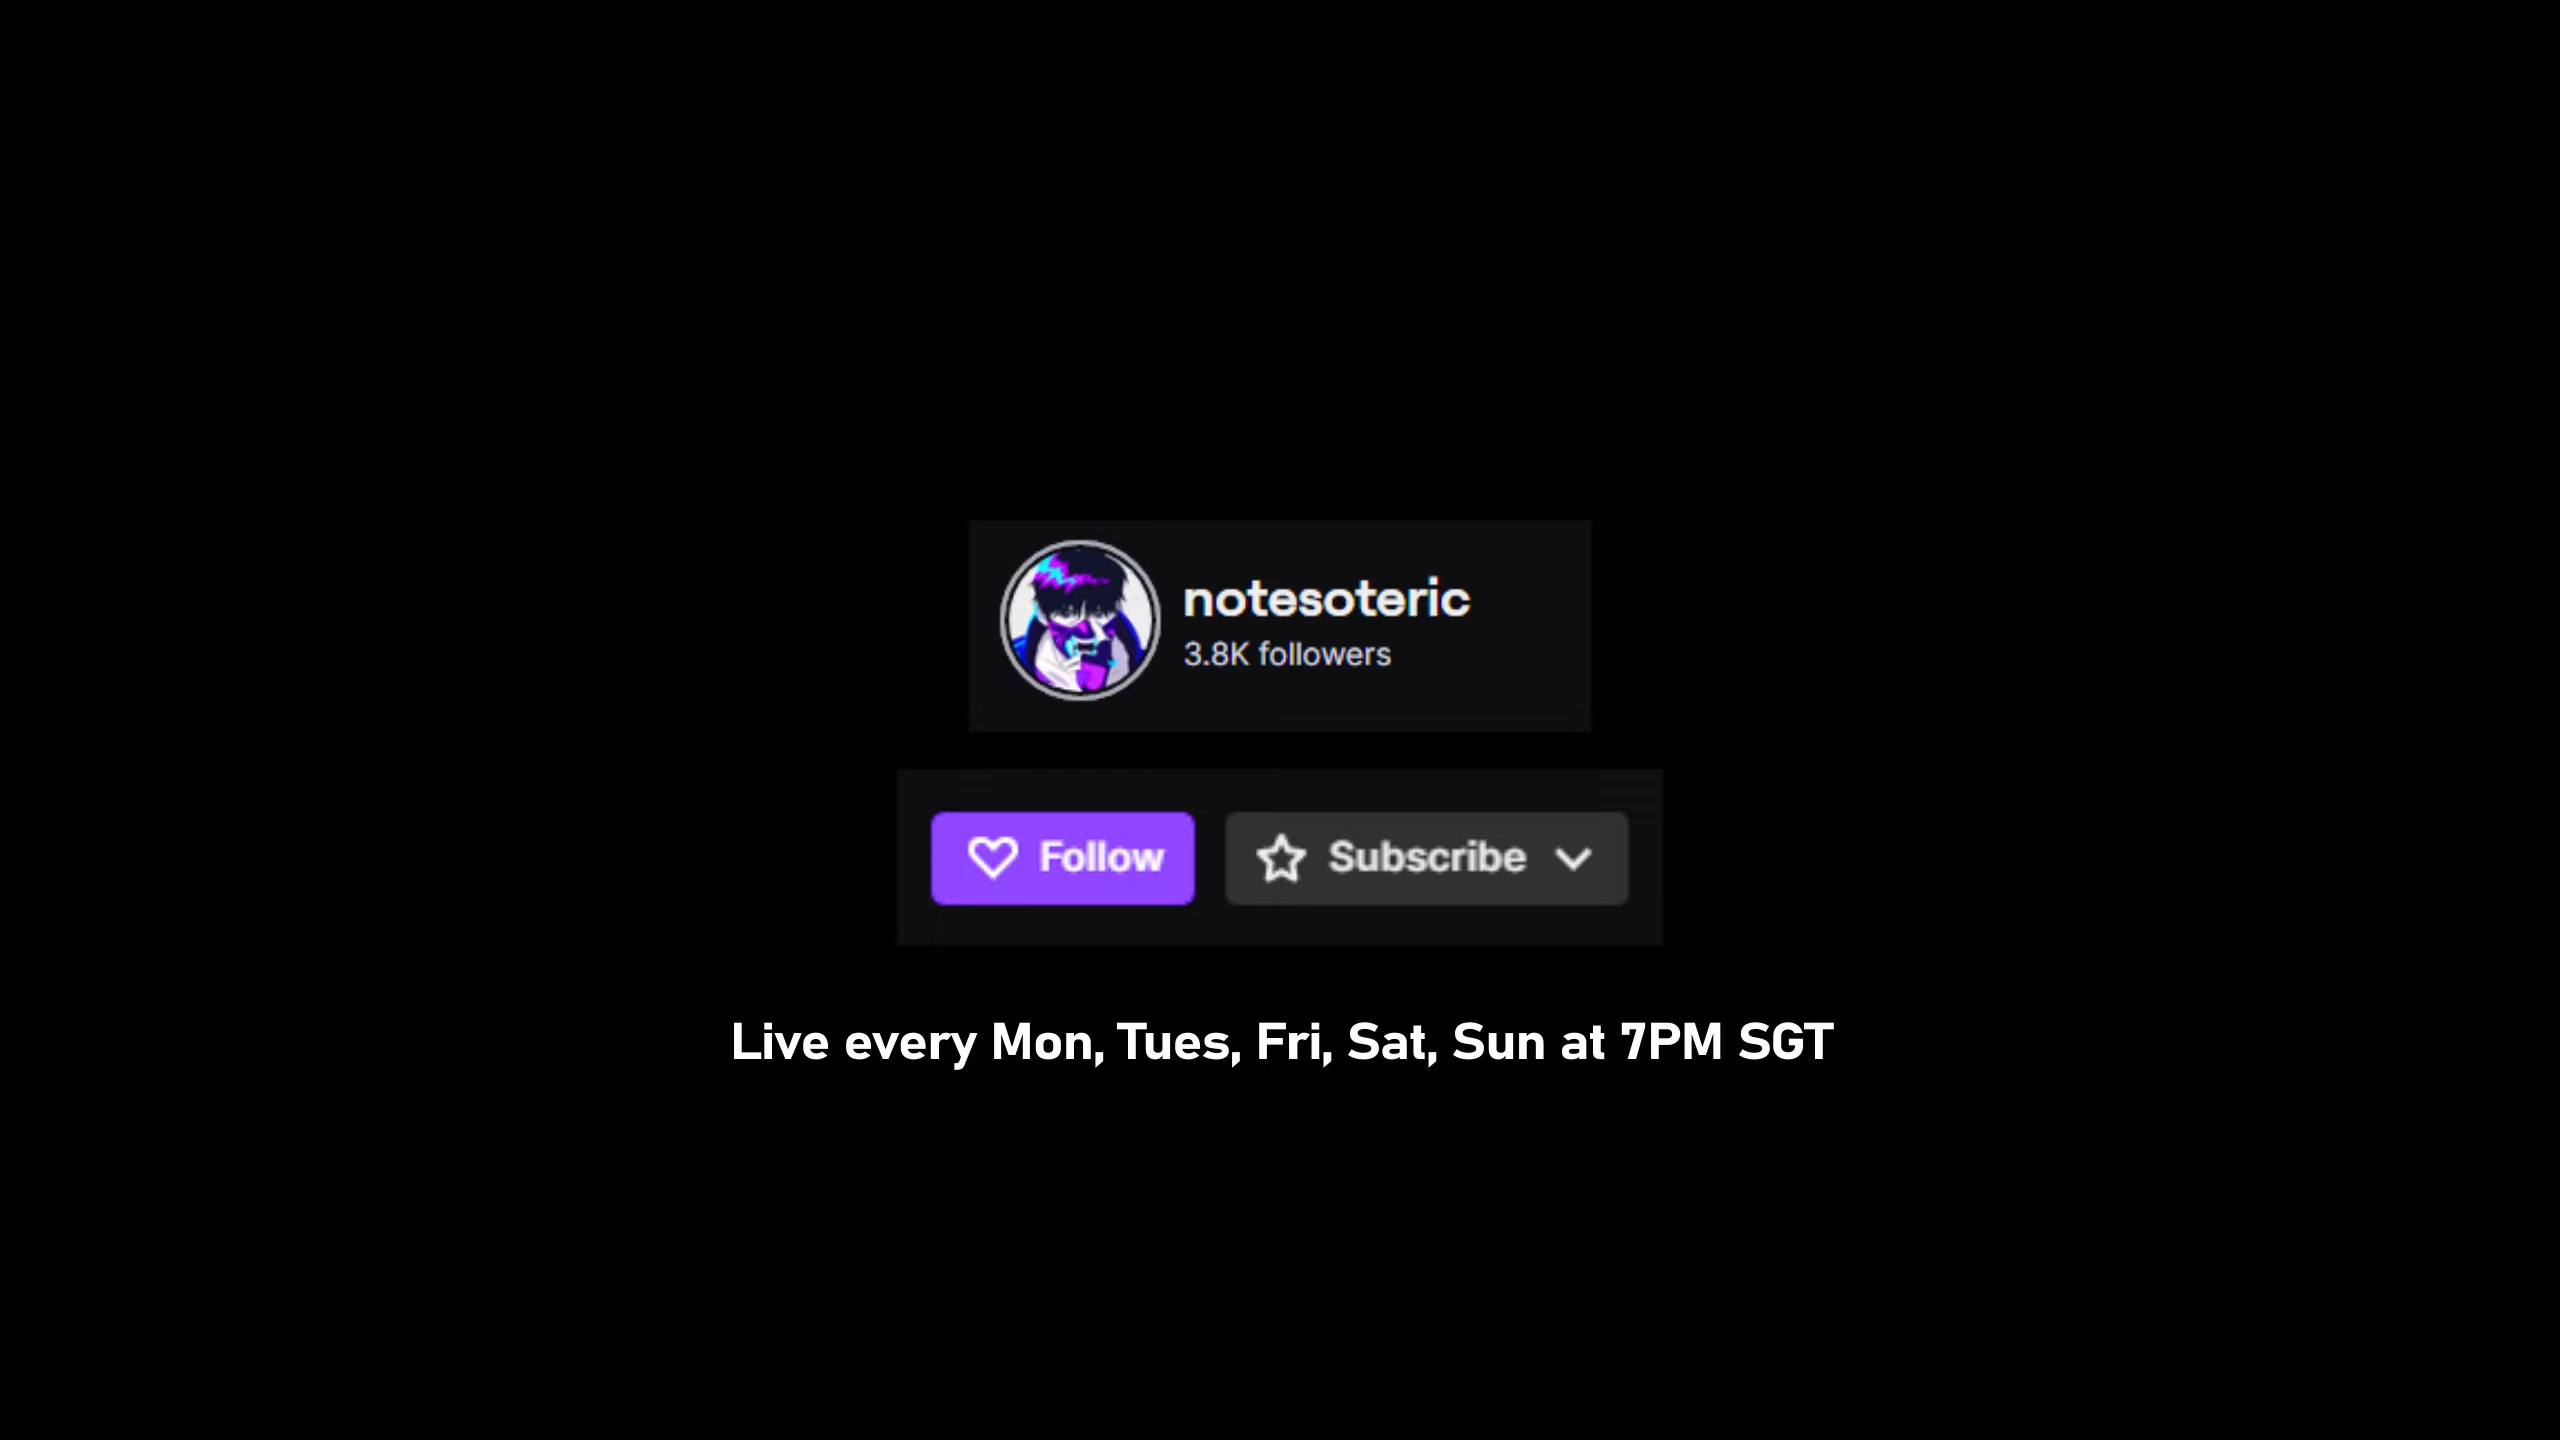 notesoteric
3.8K followers
Follow
Subscribe
Live every Mon, Tues, Fri, Sat, Sun at 7PM SGT